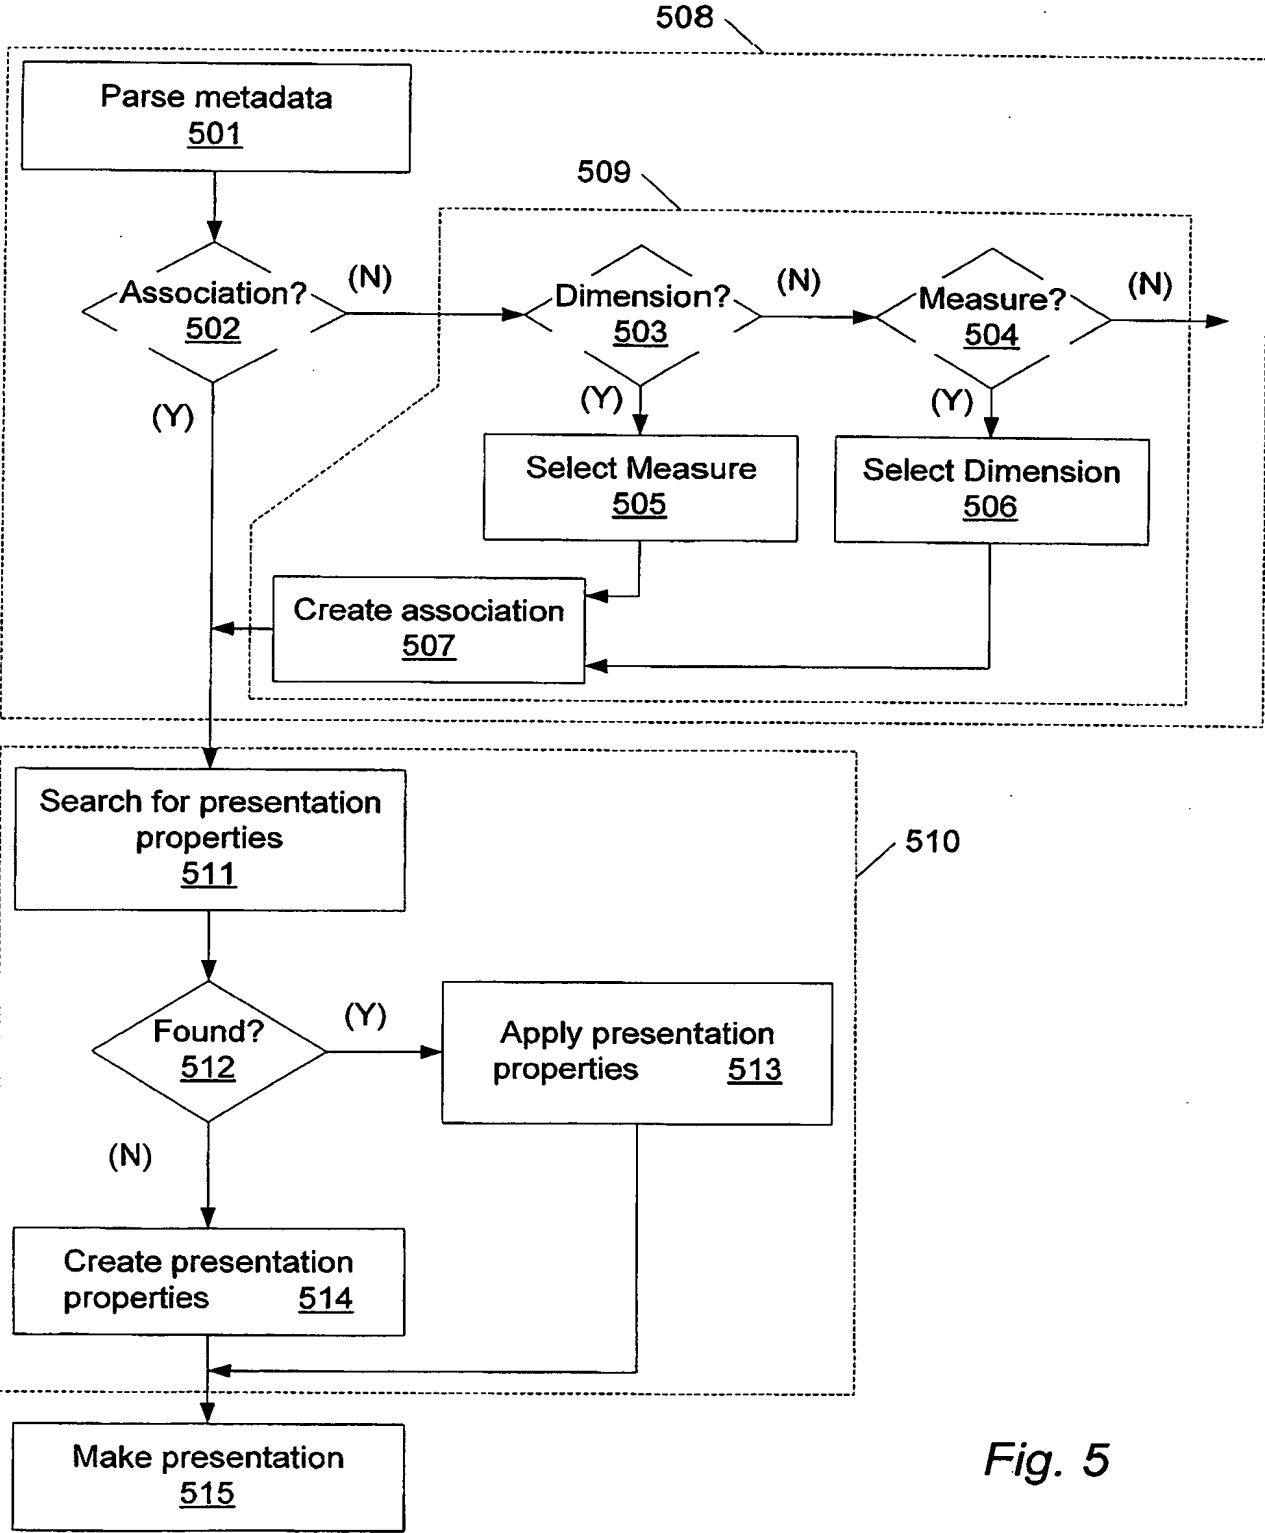 508
Parse metadata
501
509
Association?
502
(N)
Dimension?
503
(N)
Measure?
504
(N)
(Y)
(Y)
(Y)
Select Measure
505
Select Dimension
506
Create association
507
Search for presentation
properties
511
510
Found?
512
(Y)
Apply presentation
properties 513
(N)
Create presentation
properties 514
Make presentation
515
Fig. 5